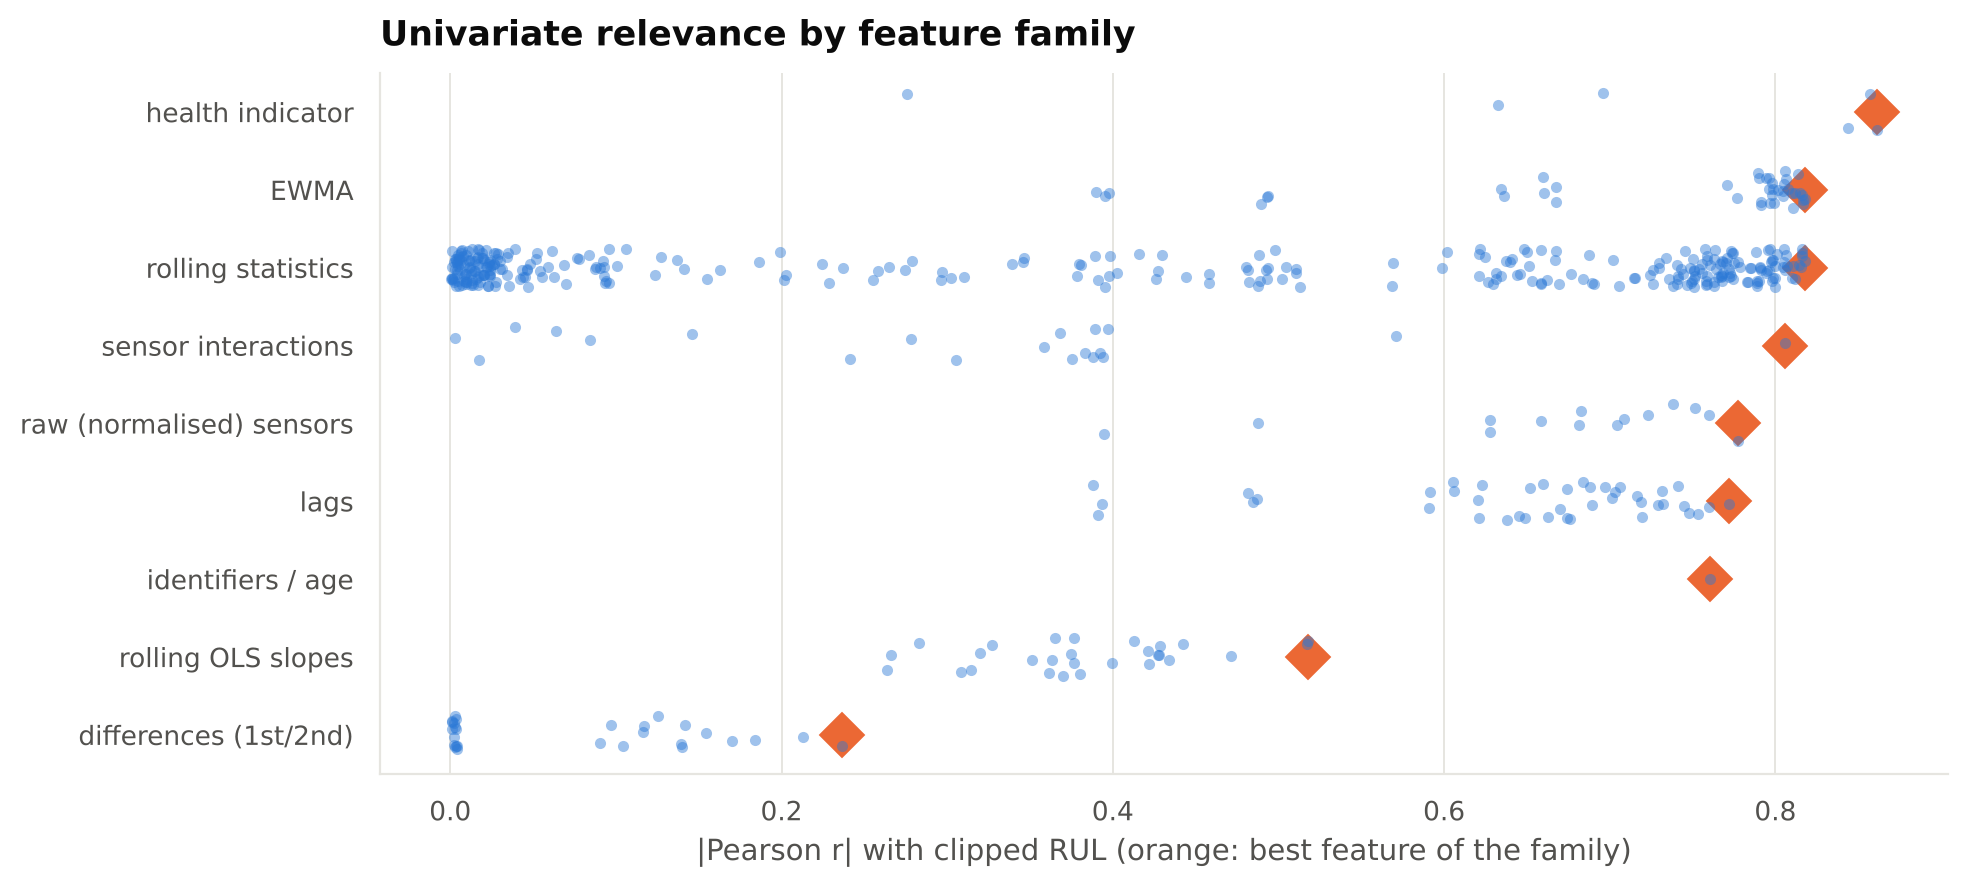 Univariate relevance by feature family
health indicator
EWMA
rolling statistics
sensor interactions
raw (normalised) sensors
lags
identifiers / age
rolling OLS slopes
differences (1st/2nd)
0.0 0.2 0.4 0.6 0.8
|Pearson r| with clipped RUL (orange: best feature of the family)